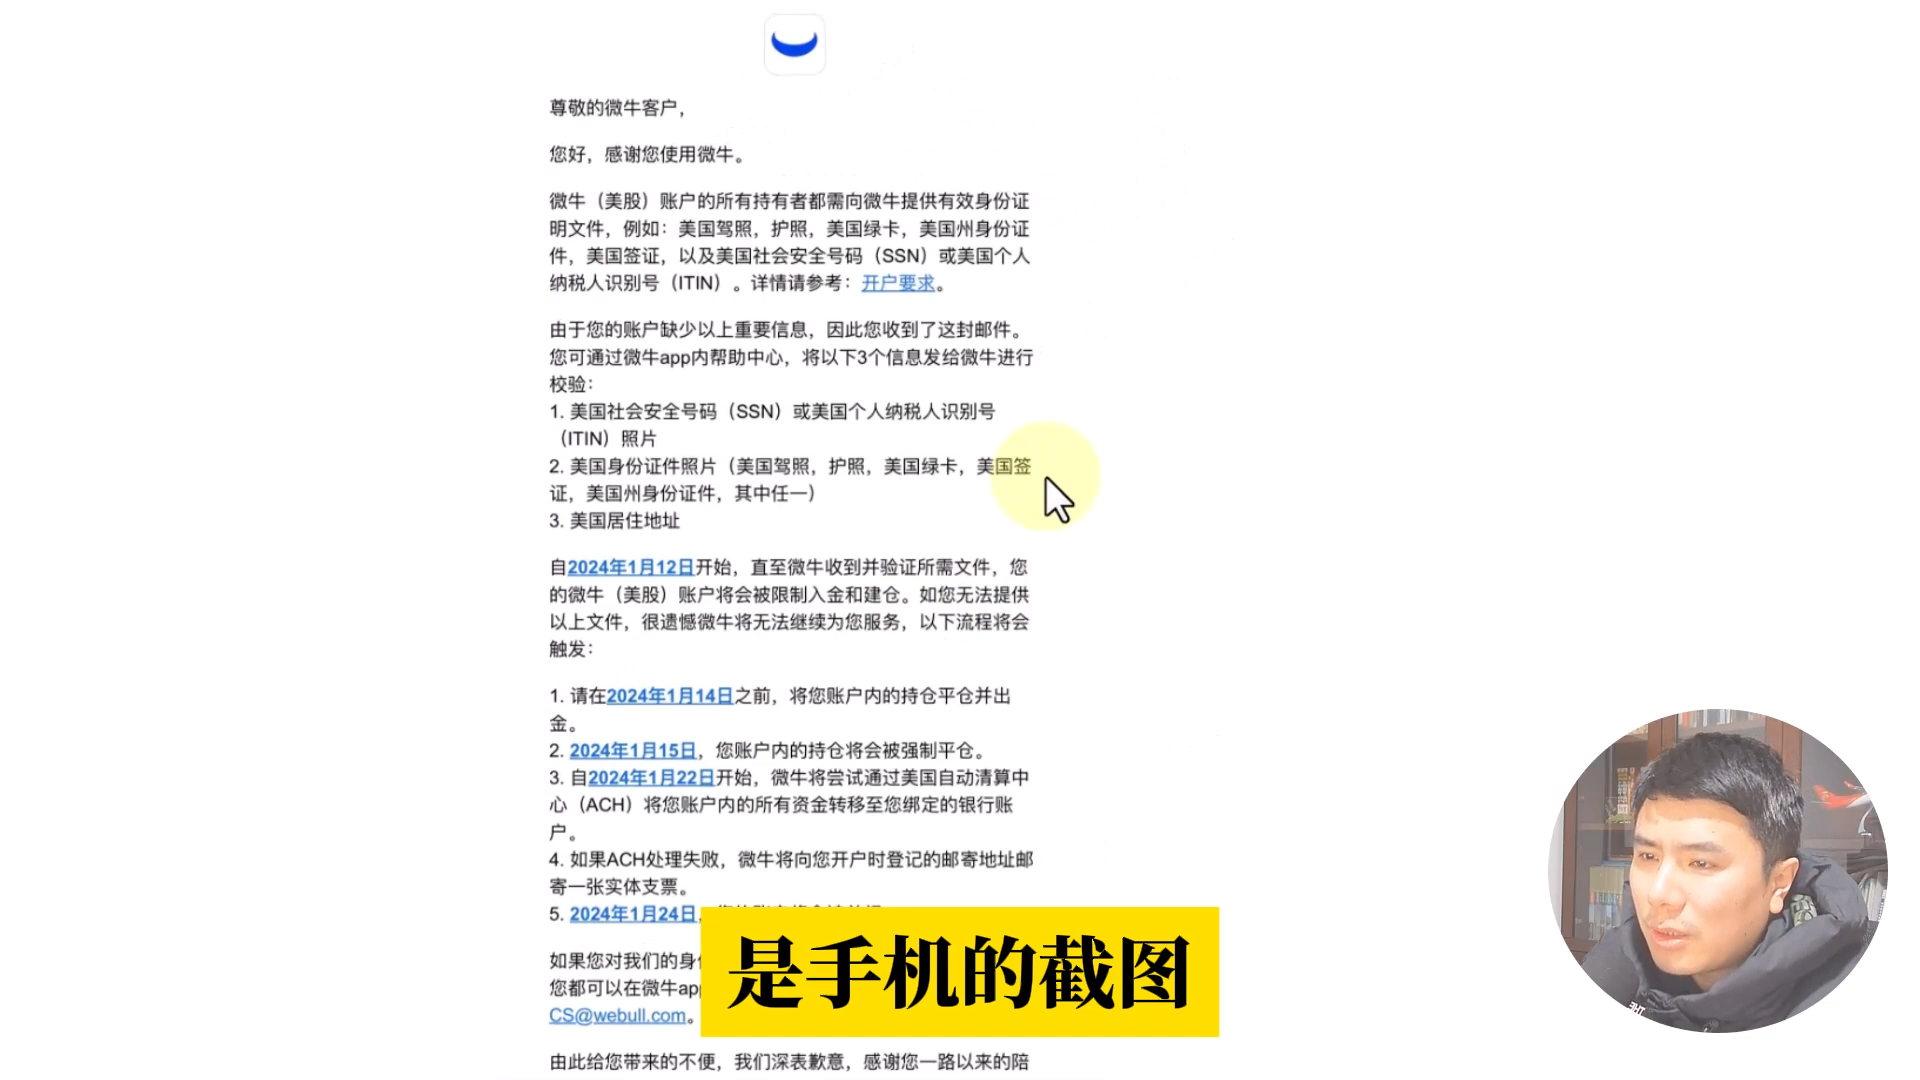 尊敬的微牛客户，
您好，感谢您使用微牛。
微牛（美股）账户的所有持有者都需向微牛提供有效身份证
明文件，例如：美国驾照，护照，美国绿卡，美国州身份证
件，美国签证，以及美国社会安全号码（SSN）或美国个人
纳税人识别号（ITIN）。详情请参考：开户要求。
由于您的账户缺少以上重要信息，因此您收到了这封邮件。
您可通过微牛app内帮助中心，将以下3个信息发给微牛进行
校验：
1. 美国社会安全号码（SSN）或美国个人纳税人识别号
（ITIN）照片
2. 美国身份证件照片（美国驾照，护照，美国绿卡，美国签
证，美国州身份证件，其中任一）
3. 美国居住地址
自2024年1月12日开始，直至微牛收到并验证所需文件，您
的微牛（美股）账户将会被限制入金和建仓。如您无法提供
以上文件，很遗憾微牛将无法继续为您服务，以下流程将会
触发：
1. 请在2024年1月14日之前，将您账户内的持仓平仓并出
金。
2. 2024年1月15日，您账户内的持仓将会被强制平仓。
3. 自2024年1月22日开始，微牛将尝试通过美国自动清算中
心（ACH）将您账户内的所有资金转移至您绑定的银行账
户。
4. 如果ACH处理失败，微牛将向您开户时登记的邮寄地址邮
寄一张实体支票。
5. 2024年1月24日，
如果您对我们的身
您都可以在微牛ap
CS@webull.com。
是手机的截图
由此给您带来的不便，我们深表歉意，感谢您一路以来的陪